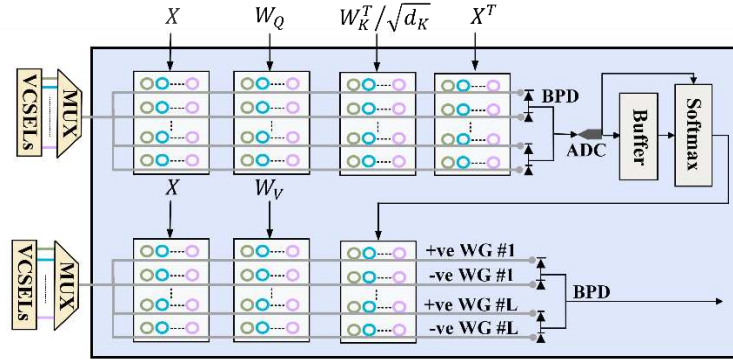 X
W_Q
W_K^T/√d_K
X^T
VCSELs
MUX
BPD
ADC
Buffer
Softmax
X
W_V
VCSELs
MUX
+ve WG #1
-ve WG #1
BPD
+ve WG #L
-ve WG #L